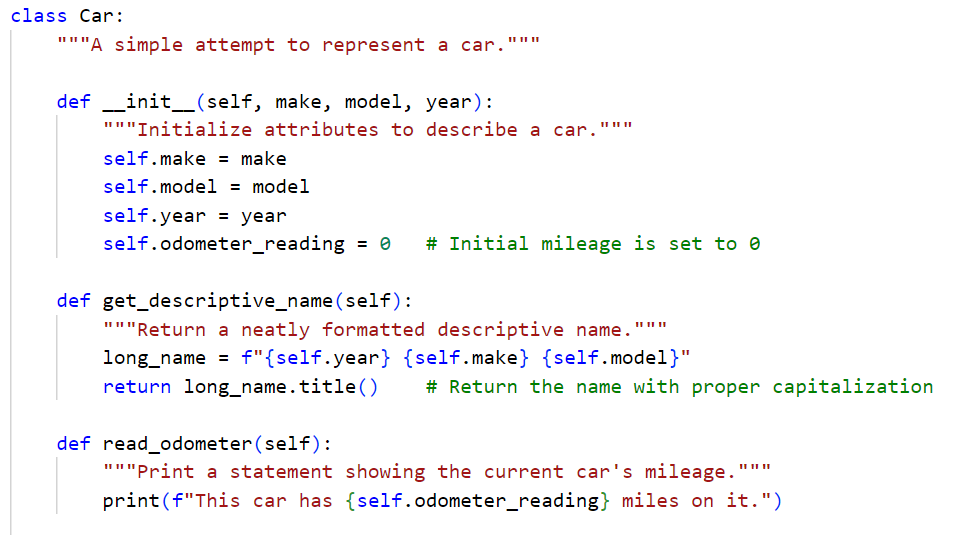 class Car:
    """A simple attempt to represent a car."""

    def __init__(self, make, model, year):
        """Initialize attributes to describe a car."""
        self.make = make
        self.model = model
        self.year = year
        self.odometer_reading = 0   # Initial mileage is set to 0

    def get_descriptive_name(self):
        """Return a neatly formatted descriptive name."""
        long_name = f"{self.year} {self.make} {self.model}"
        return long_name.title()    # Return the name with proper capitalization

    def read_odometer(self):
        """Print a statement showing the current car's mileage."""
        print(f"This car has {self.odometer_reading} miles on it.")